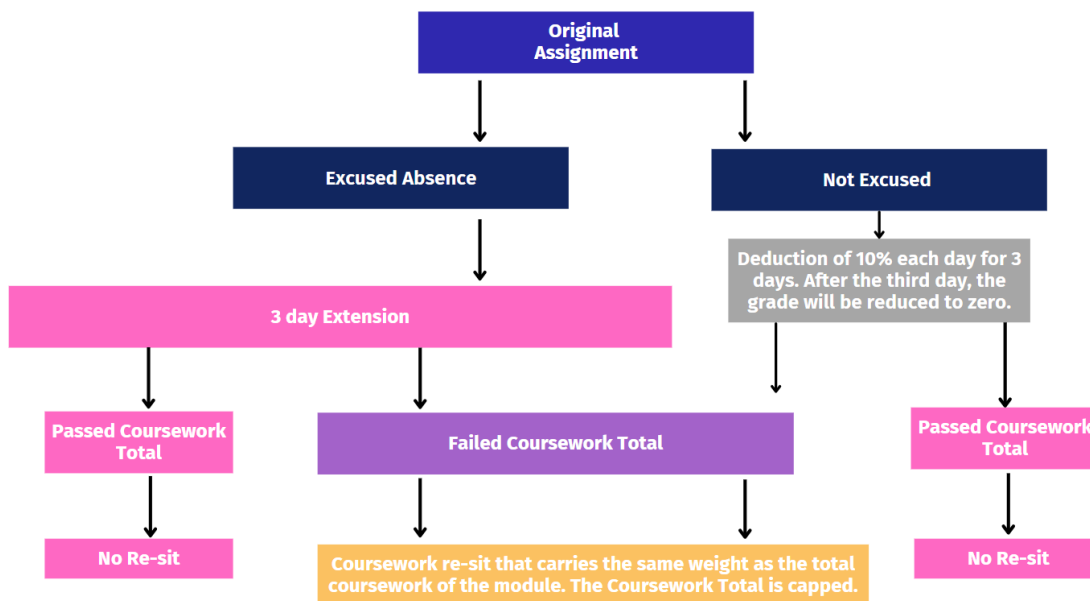 Original
Assignment
Excused Absence
Not Excused
Deduction of 10% each day for 3
days. After the third day, the
grade will be reduced to zero.
3 day Extension
Passed Coursework
Total
Failed Coursework Total
Passed Coursework
Total
No Re-sit
Coursework re-sit that carries the same weight as the total
coursework of the module. The Coursework Total is capped.
No Re-sit